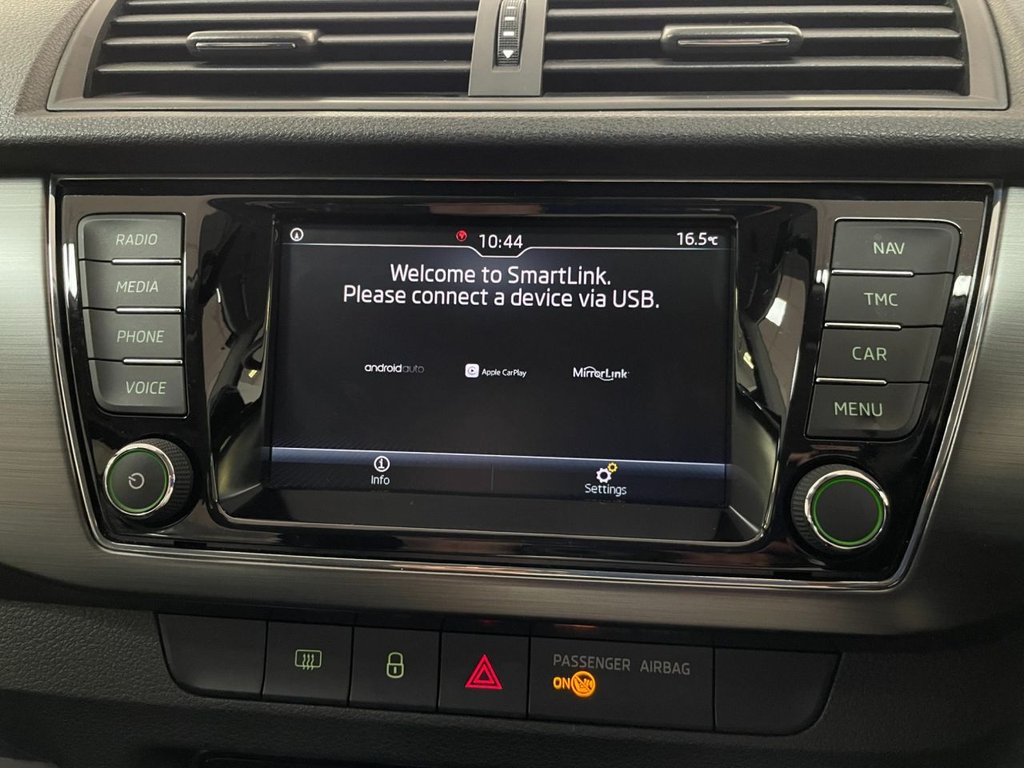 10:44
16.5℃
Welcome to SmartLink.
Please connect a device via USB.
androidauto
Apple CarPlay
MirrorLink
Info
Settings
RADIO
MEDIA
PHONE
VOICE
NAV
TMC
CAR
MENU
PASSENGER AIRBAG
ON